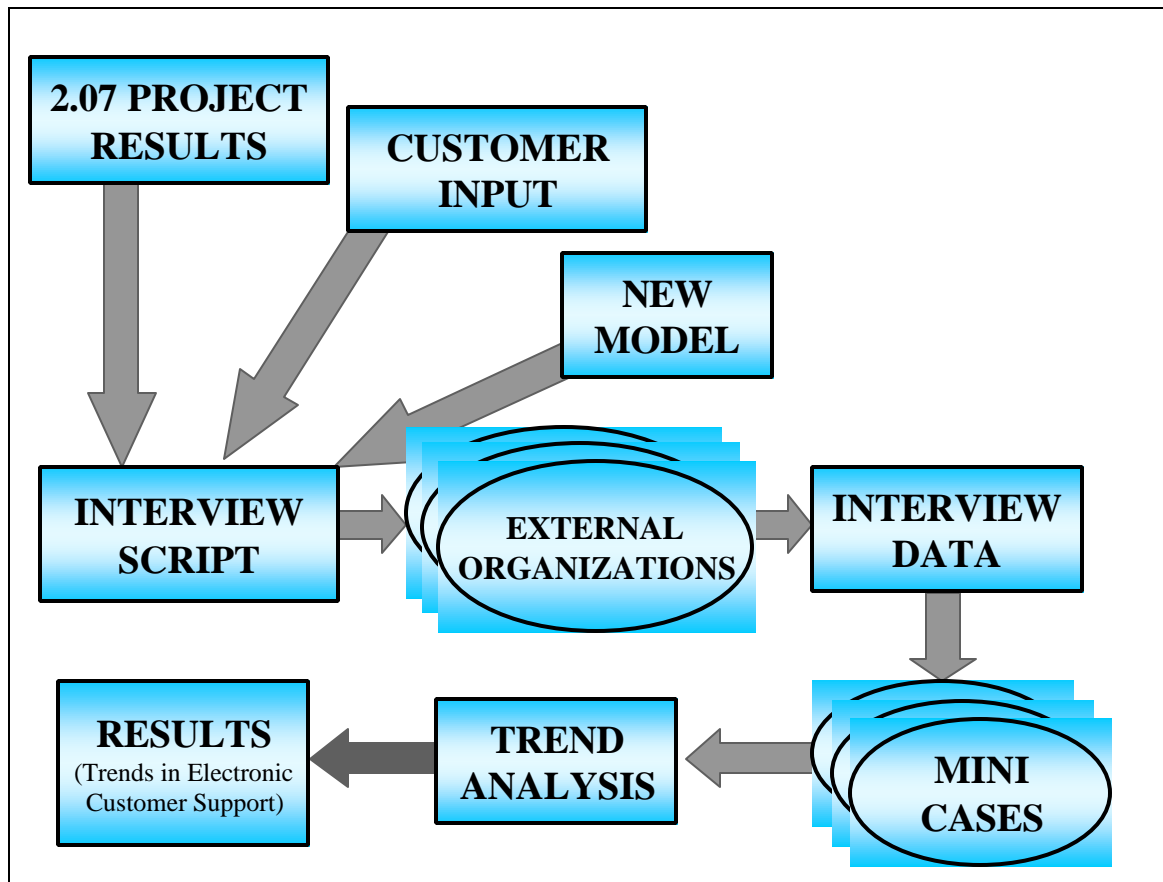 2.07 PROJECT
RESULTS
CUSTOMER
INPUT
NEW
MODEL
INTERVIEW
SCRIPT
EXTERNAL
ORGANIZATIONS
INTERVIEW
DATA
RESULTS
(Trends in Electronic
Customer Support)
TREND
ANALYSIS
MINI
CASES